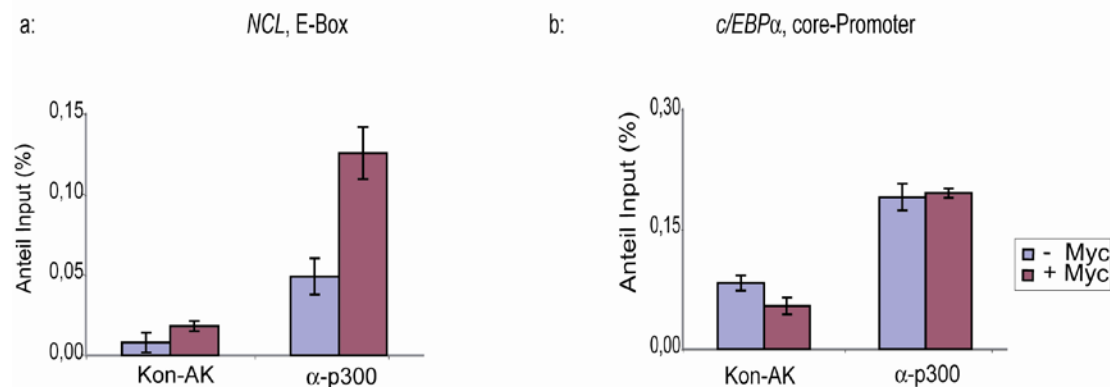 a: NCL, E-Box
Anteil Input (%)
0,15
0,10
0,05
0,00
Kon-AK α-p300
b: c/EBPα, core-Promoter
Anteil Input (%)
0,30
0,15
0,00
Kon-AK α-p300
- Myc
+ Myc